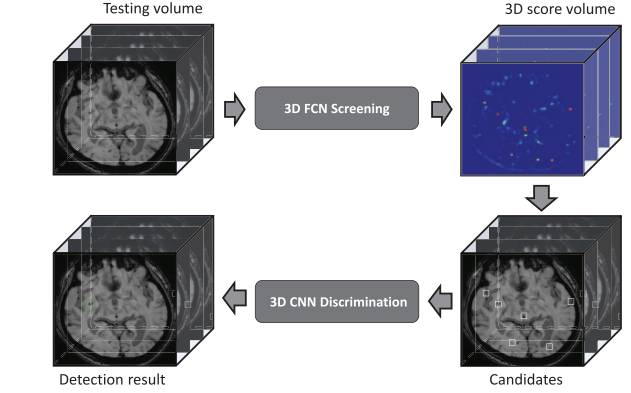 Testing volume
3D score volume
3D FCN Screening
3D CNN Discrimination
Detection result
Candidates